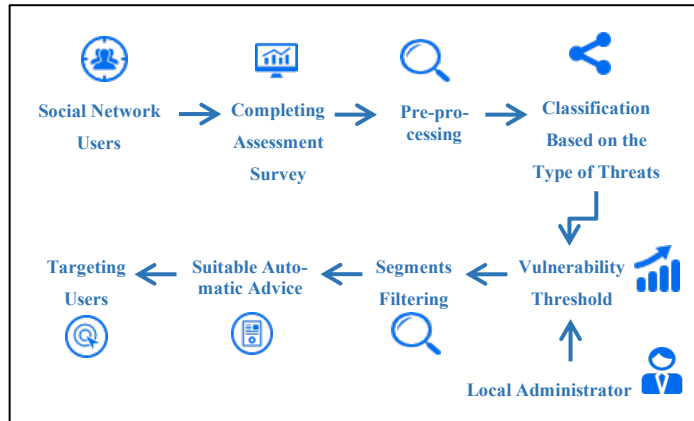 Social Network
Users
Completing
Assessment
Survey
Pre-pro-
cessing
Classification
Based on the
Type of Threats
Targeting
Users
Suitable Auto-
matic Advice
Segments
Filtering
Vulnerability
Threshold
Local Administrator